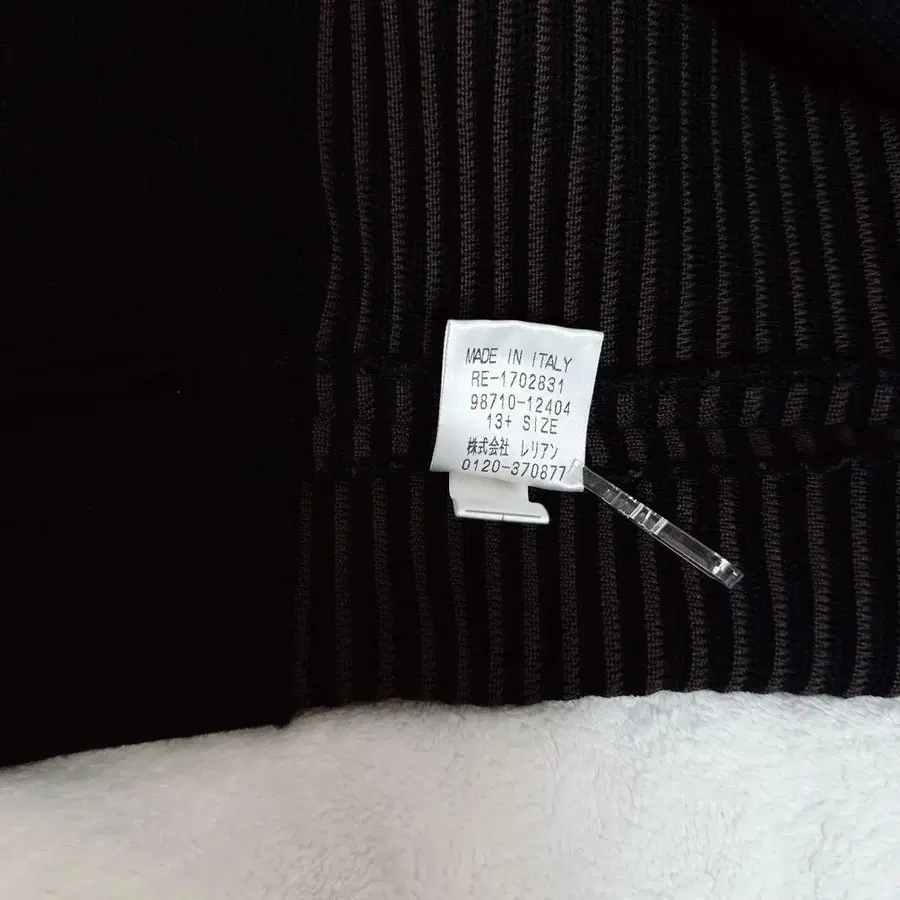 MADE IN ITALY
RE-1702831
98710-12404
13+ SIZE
株式会社 レリアン
0120-370877